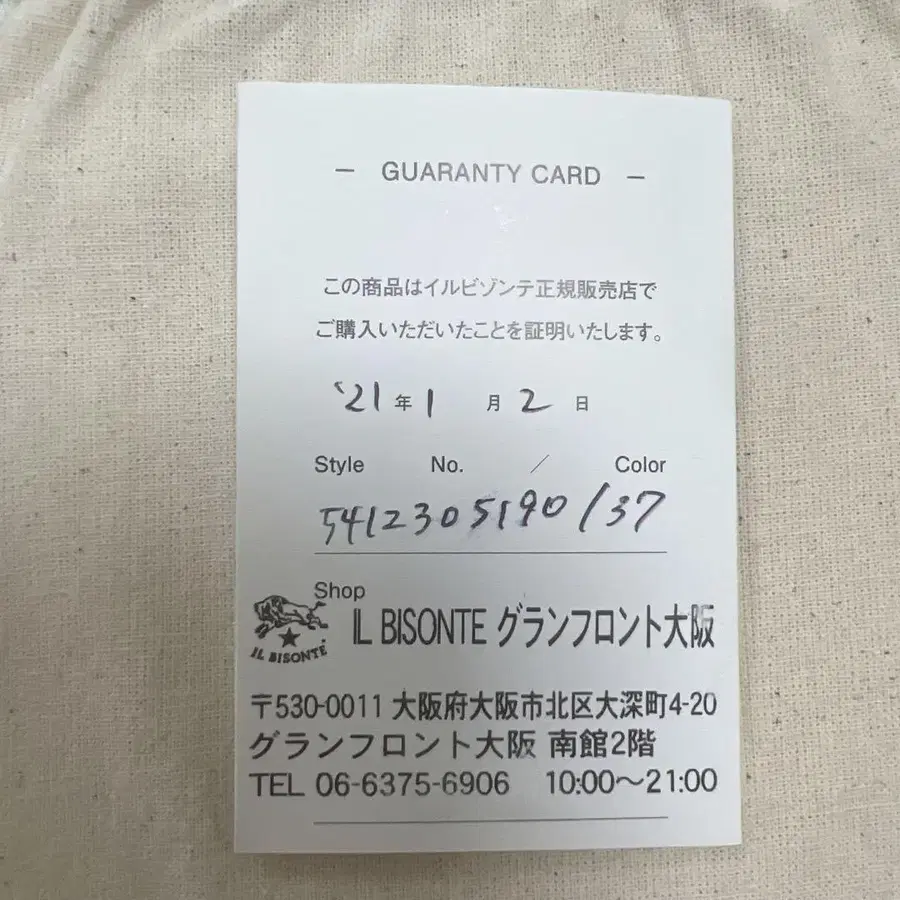 — GUARANTY CARD —
この商品はイルビゾンテ正規販売店で
ご購入いただいたことを証明いたします。
'21年1月2日
Style No. / Color
5412305190/37
Shop
IL BISONTE
IL BISONTE グランフロント大阪
〒530-0011 大阪府大阪市北区大深町4-20
グランフロント大阪 南館2階
TEL 06-6375-6906 10:00〜21:00